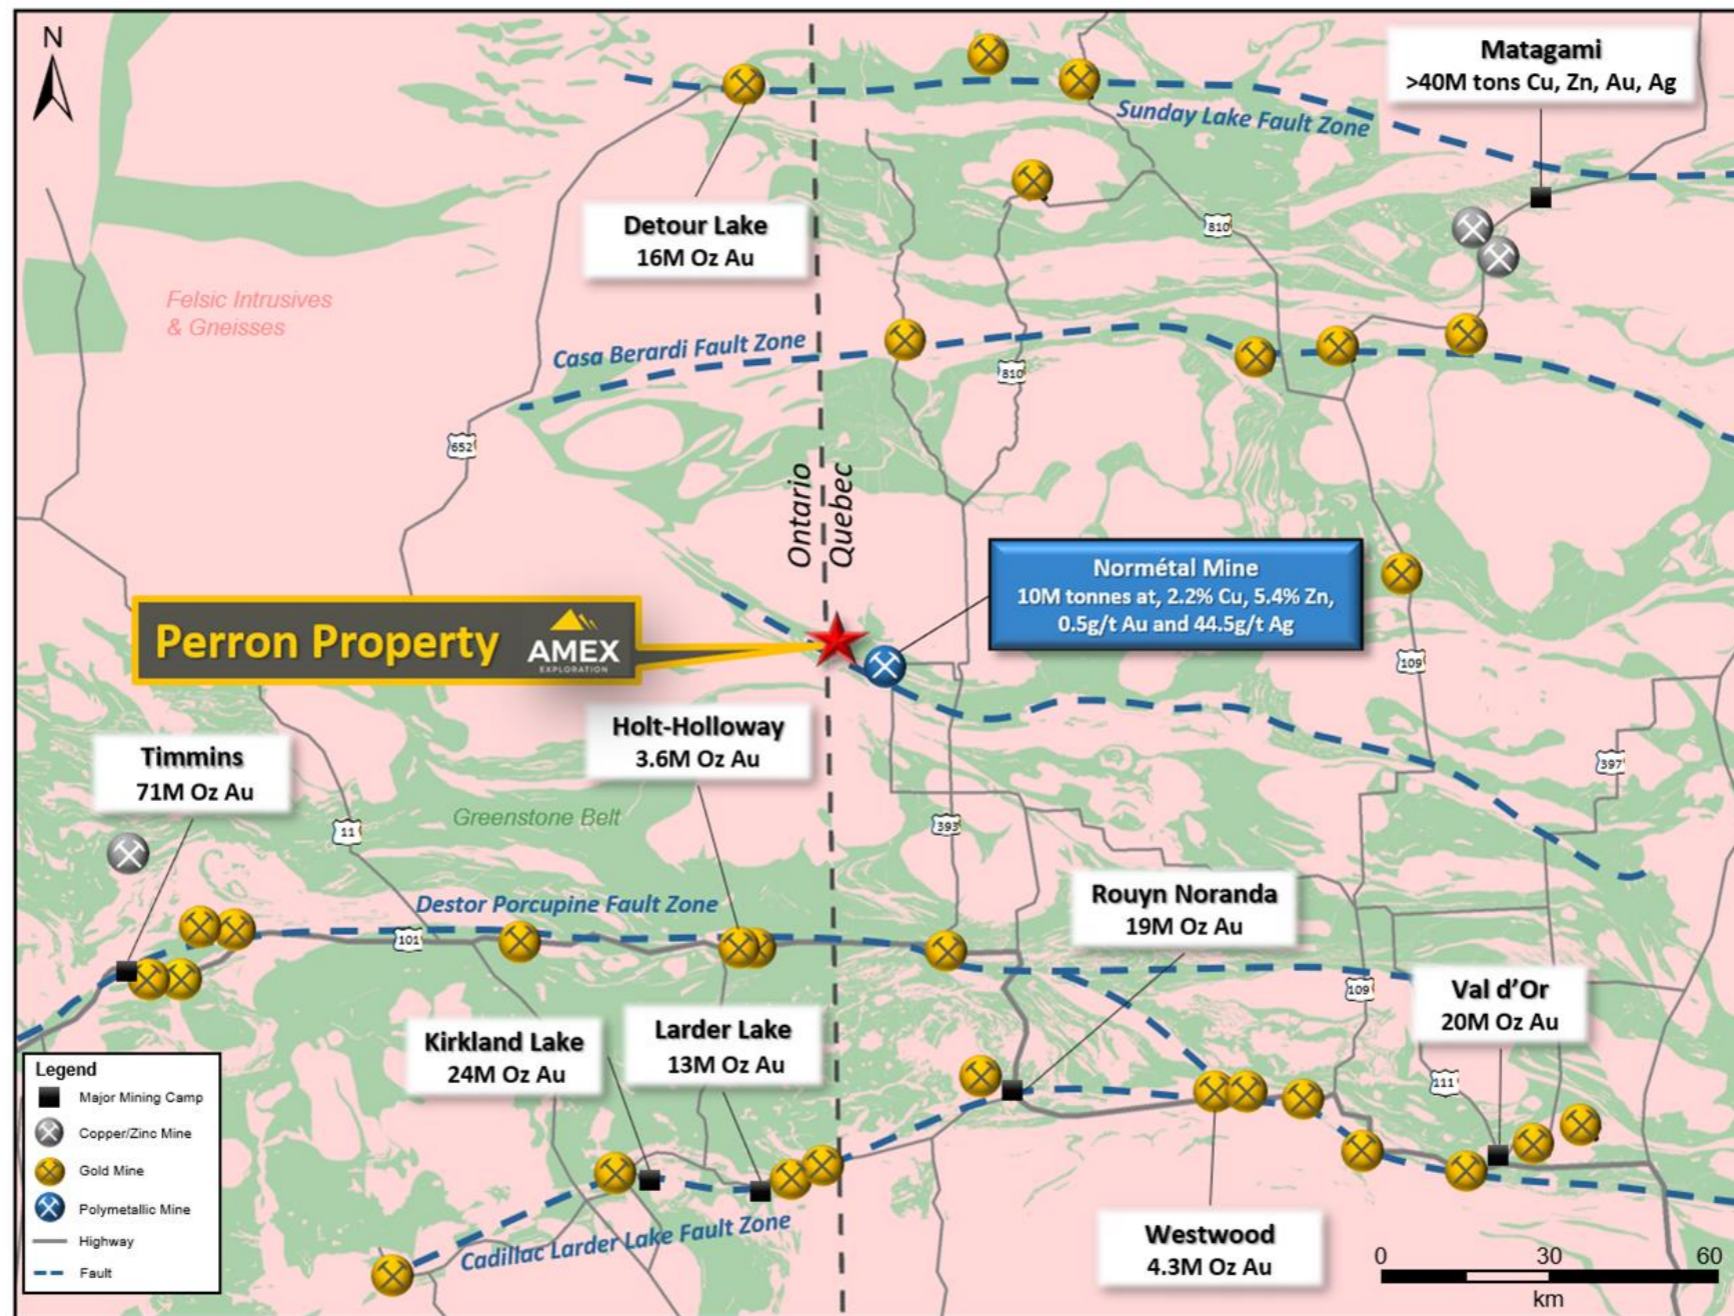 N
Matagami
>40M tons Cu, Zn, Au, Ag
Sunday Lake Fault Zone
Detour Lake
16M Oz Au
810
Felsic Intrusives
& Gneisses
Casa Berardi Fault Zone
810
652
Ontario
Quebec
Normétal Mine
10M tonnes at, 2.2% Cu, 5.4% Zn,
0.5g/t Au and 44.5g/t Ag
Perron Property
AMEX
EXPLORATION
109
Holt-Holloway
3.6M Oz Au
Timmins
71M Oz Au
397
Greenstone Belt
11
393
Destor Porcupine Fault Zone
101
Rouyn Noranda
19M Oz Au
109
Val d’Or
20M Oz Au
Kirkland Lake
24M Oz Au
Larder Lake
13M Oz Au
111
Cadillac Larder Lake Fault Zone
Westwood
4.3M Oz Au
Legend
Major Mining Camp
Copper/Zinc Mine
Gold Mine
Polymetallic Mine
Highway
Fault
0 30 60
km